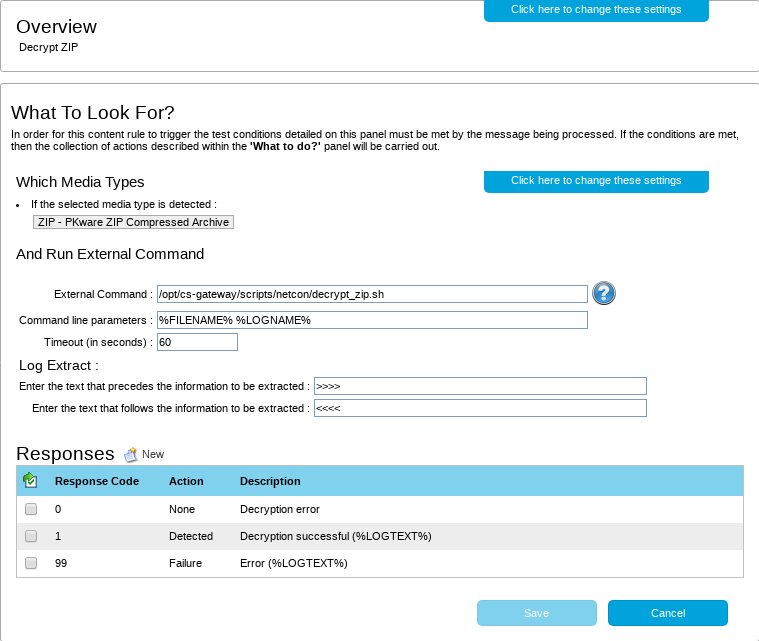 Click here to change these settings
Overview
Decrypt ZIP
What To Look For?
In order for this content rule to trigger the test conditions detailed on this panel must be met by the message being processed. If the conditions are met,
then the collection of actions described within the 'What to do?' panel will be carried out.
Which Media Types
Click here to change these settings
If the selected media type is detected :
ZIP - PKware ZIP Compressed Archive
And Run External Command
External Command : /opt/cs-gateway/scripts/netcon/decrypt_zip.sh
Command line parameters : %FILENAME% %LOGNAME%
Timeout (in seconds) : 60
Log Extract :
Enter the text that precedes the information to be extracted : >>>>
Enter the text that follows the information to be extracted : <<<<
Responses New
Response Code Action Description
0 None Decryption error
1 Detected Decryption successful (%LOGTEXT%)
99 Failure Error (%LOGTEXT%)
Save Cancel